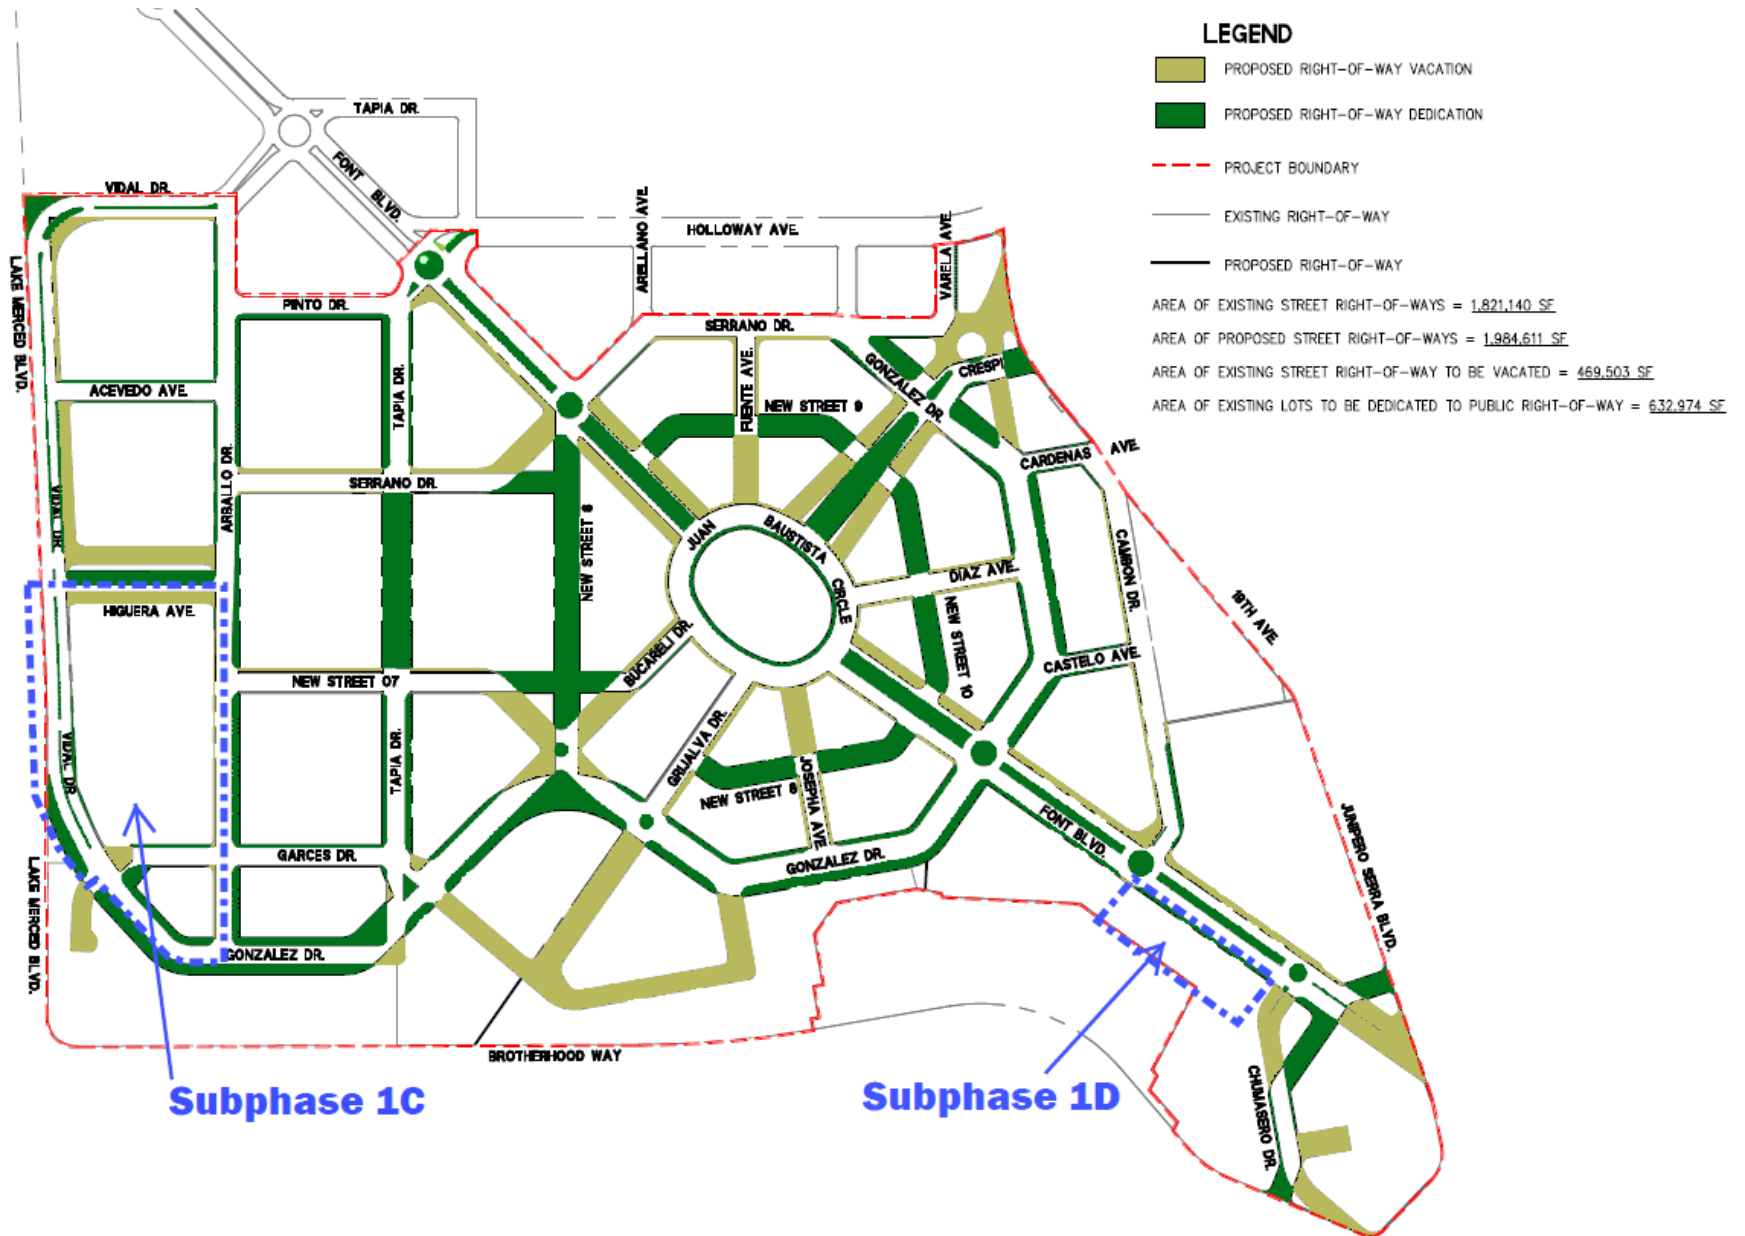 LEGEND
PROPOSED RIGHT-OF-WAY VACATION
PROPOSED RIGHT-OF-WAY DEDICATION
PROJECT BOUNDARY
EXISTING RIGHT-OF-WAY
PROPOSED RIGHT-OF-WAY
AREA OF EXISTING STREET RIGHT-OF-WAYS = 1,821,140 SF
AREA OF PROPOSED STREET RIGHT-OF-WAYS = 1,984,611 SF
AREA OF EXISTING STREET RIGHT-OF-WAY TO BE VACATED = 469,503 SF
AREA OF EXISTING LOTS TO BE DEDICATED TO PUBLIC RIGHT-OF-WAY = 632,974 SF
TAPIA DR.
FONT BLVD.
VIDAL DR.
ARELLANO AVE.
HOLLOWAY AVE.
VARELA AVE.
LAKE MERCED BLVD.
PINTO DR.
SERRANO DR.
GONZALEZ DR.
CRESPI
ACEVEDO AVE.
TAPIA DR.
FUENTE AVE.
NEW STREET 9
ARBALLO DR.
SERRANO DR.
CARDENAS AVE.
VIDAL DR.
NEW STREET 6
JUAN BAUTISTA CIRCLE
CAMBON DR.
DIAZ AVE.
HIGUERA AVE.
NEW STREET 10
19TH AVE.
BUCARELI DR.
CASTELO AVE.
NEW STREET 07
VIDAL DR
TAPIA DR.
GRIJALVA DR.
NEW STREET 8
JOSEPHA AVE.
FONT BLVD.
JUNIPERO SERRA BLVD.
GARCES DR.
GONZALEZ DR.
LAKE MERCED BLVD.
GONZALEZ DR.
BROTHERHOOD WAY
CHUMASERO DR.
Subphase 1C
Subphase 1D